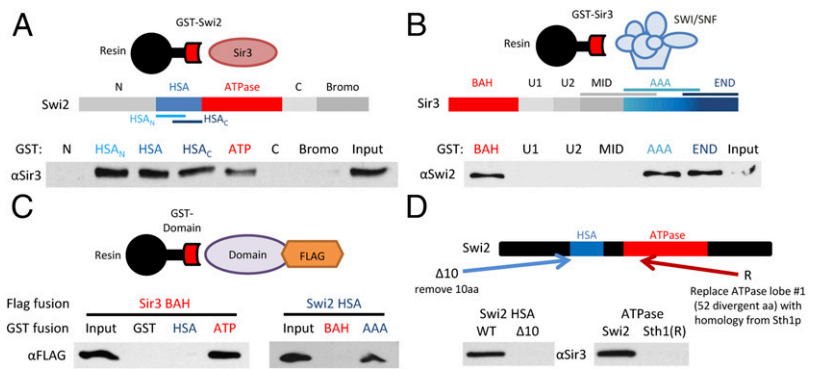 A
GST-Swi2
Resin
Sir3
N HSA ATPase C Bromo
Swi2
HSAN HSAC
GST: N HSAN HSA HSAC ATP C Bromo Input
αSir3
B
GST-Sir3
SWI/SNF
Resin
BAH U1 U2 MID AAA END
Sir3
GST: BAH U1 U2 MID AAA END Input
αSwi2
C
GST-
Domain
Resin
Domain
FLAG
Flag fusion Sir3 BAH Swi2 HSA
GST fusion Input GST HSA ATP Input BAH AAA
αFLAG
D
HSA ATPase
Swi2
Δ10
remove 10aa
R
Replace ATPase lobe #1
(52 divergent aa) with
homology from Sth1p
Swi2 HSA ATPase
WT Δ10 Swi2 Sth1(R)
αSir3